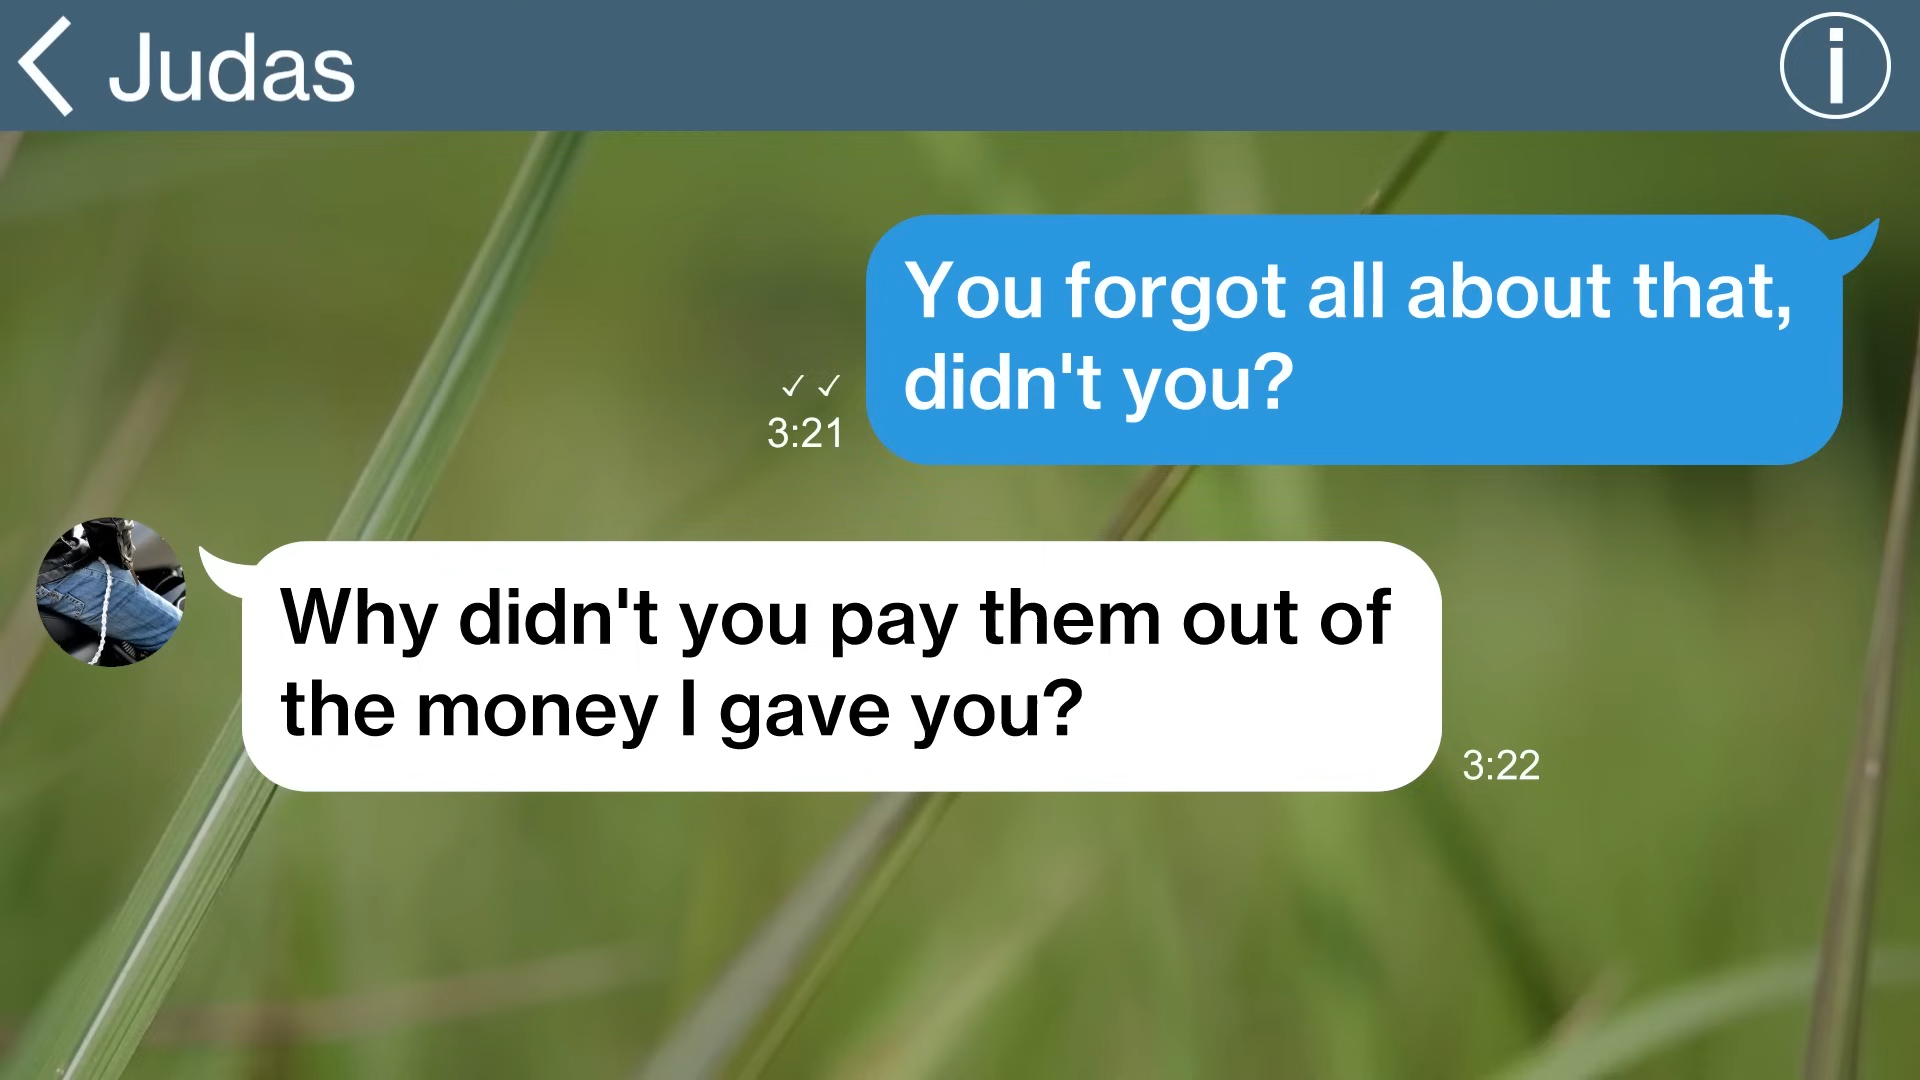 Judas
You forgot all about that,
didn't you?
✓ ✓
3:21
Why didn't you pay them out of
the money I gave you?
3:22